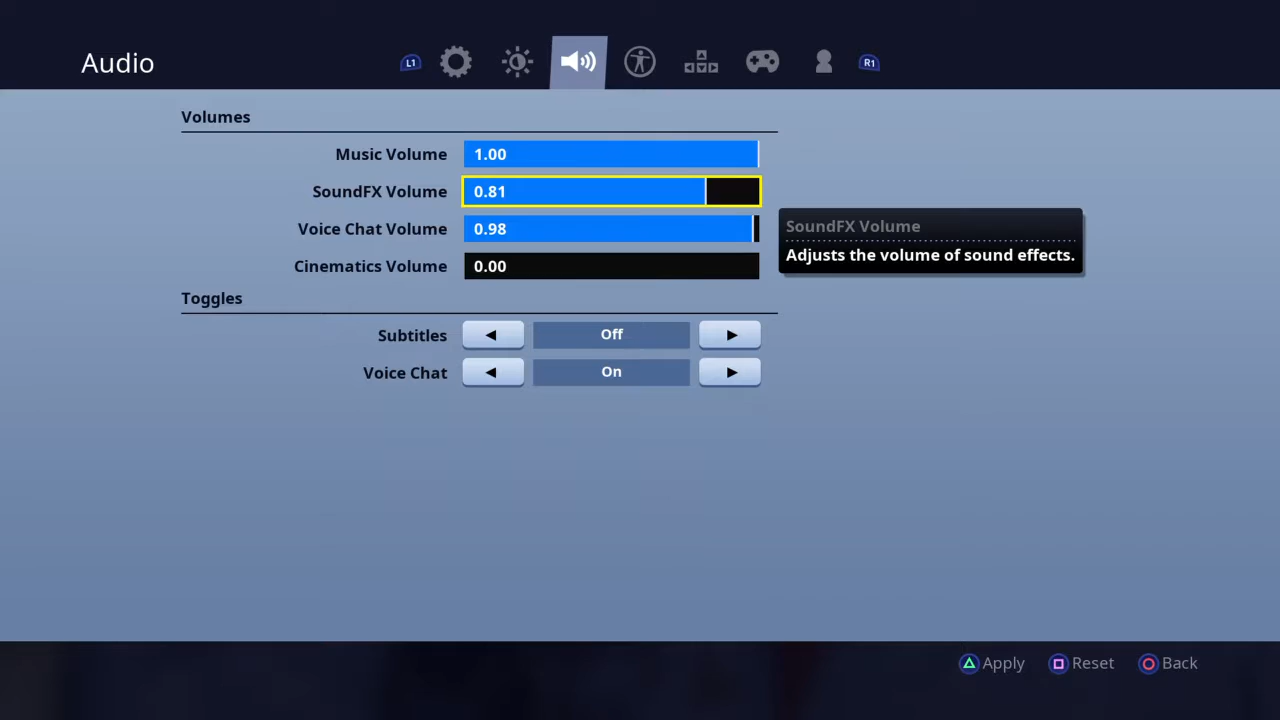 Audio
L1
R1
Volumes
Music Volume 1.00
SoundFX Volume 0.81
Voice Chat Volume 0.98
Cinematics Volume 0.00
SoundFX Volume
Adjusts the volume of sound effects.
Toggles
Subtitles ◄ Off ►
Voice Chat ◄ On ►
Apply Reset Back